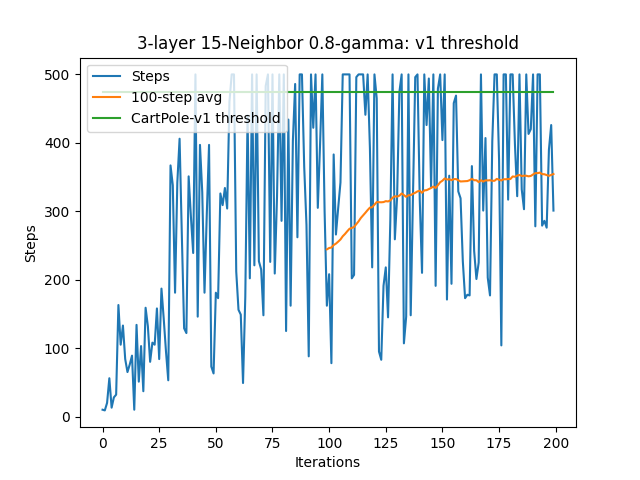 3-layer 15-Neighbor 0.8-gamma: v1 threshold
Steps
100-step avg
CartPole-v1 threshold
Steps
500
400
300
200
100
0
0 25 50 75 100 125 150 175 200
Iterations